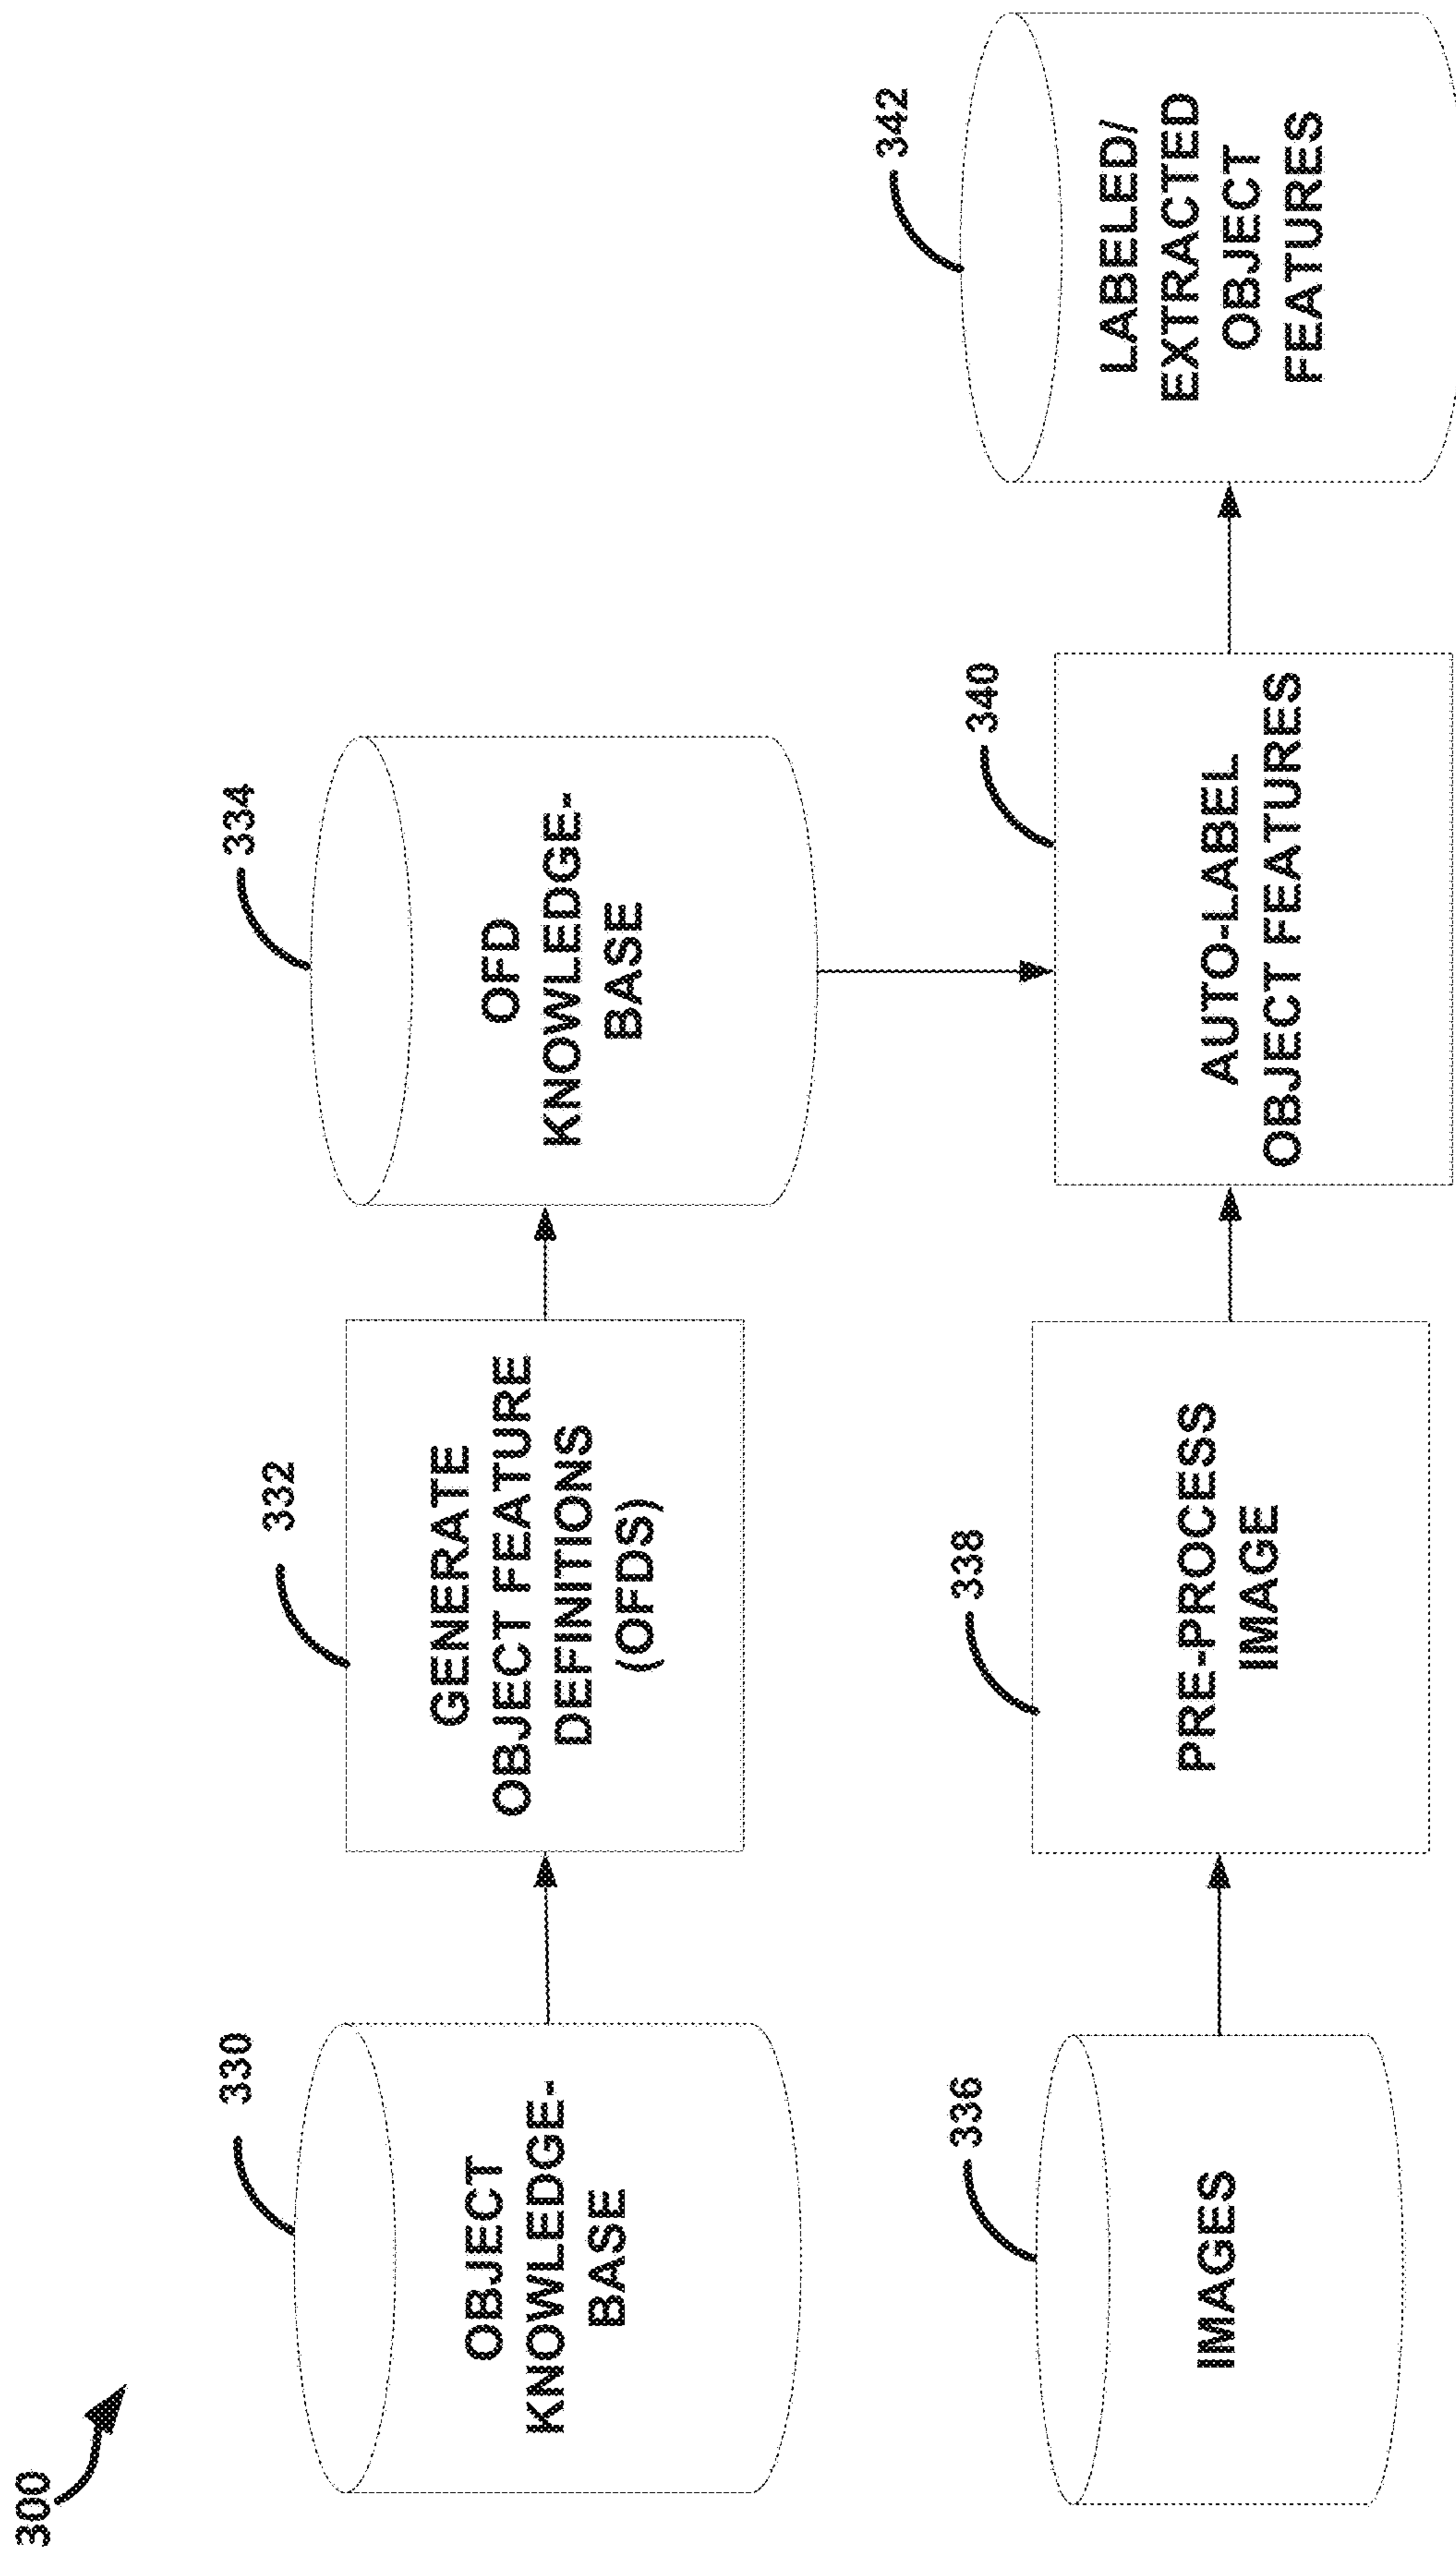 300
330
OBJECT
KNOWLEDGE-
BASE
332
GENERATE
OBJECT FEATURE
DEFINITIONS
(OFDS)
334
OFD
KNOWLEDGE-
BASE
336
IMAGES
338
PRE-PROCESS
IMAGE
340
AUTO-LABEL
OBJECT FEATURES
342
LABELED/
EXTRACTED
OBJECT
FEATURES